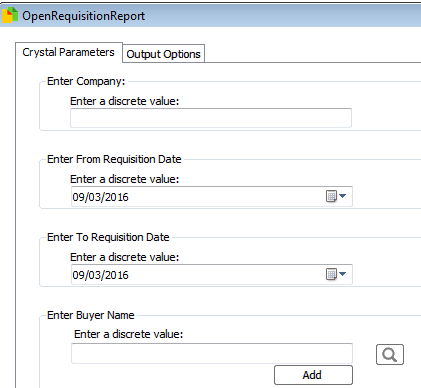 OpenRequisitionReport
Crystal Parameters Output Options
Enter Company:
Enter a discrete value:
Enter From Requisition Date
Enter a discrete value:
09/03/2016
Enter To Requisition Date
Enter a discrete value:
09/03/2016
Enter Buyer Name
Enter a discrete value:
Add